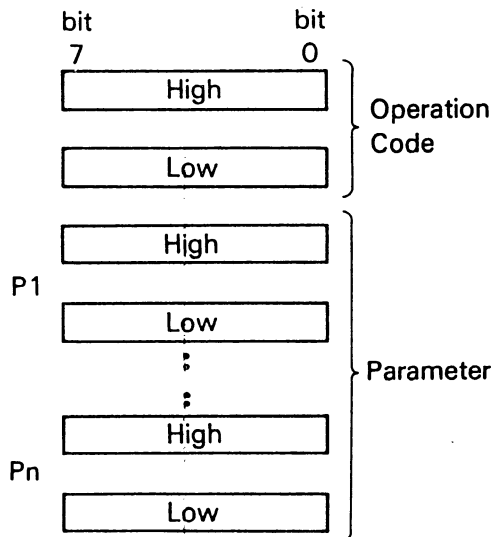 bit bit
7 0
High
Operation
Code
Low
High
P1
Low
Parameter
High
Pn
Low